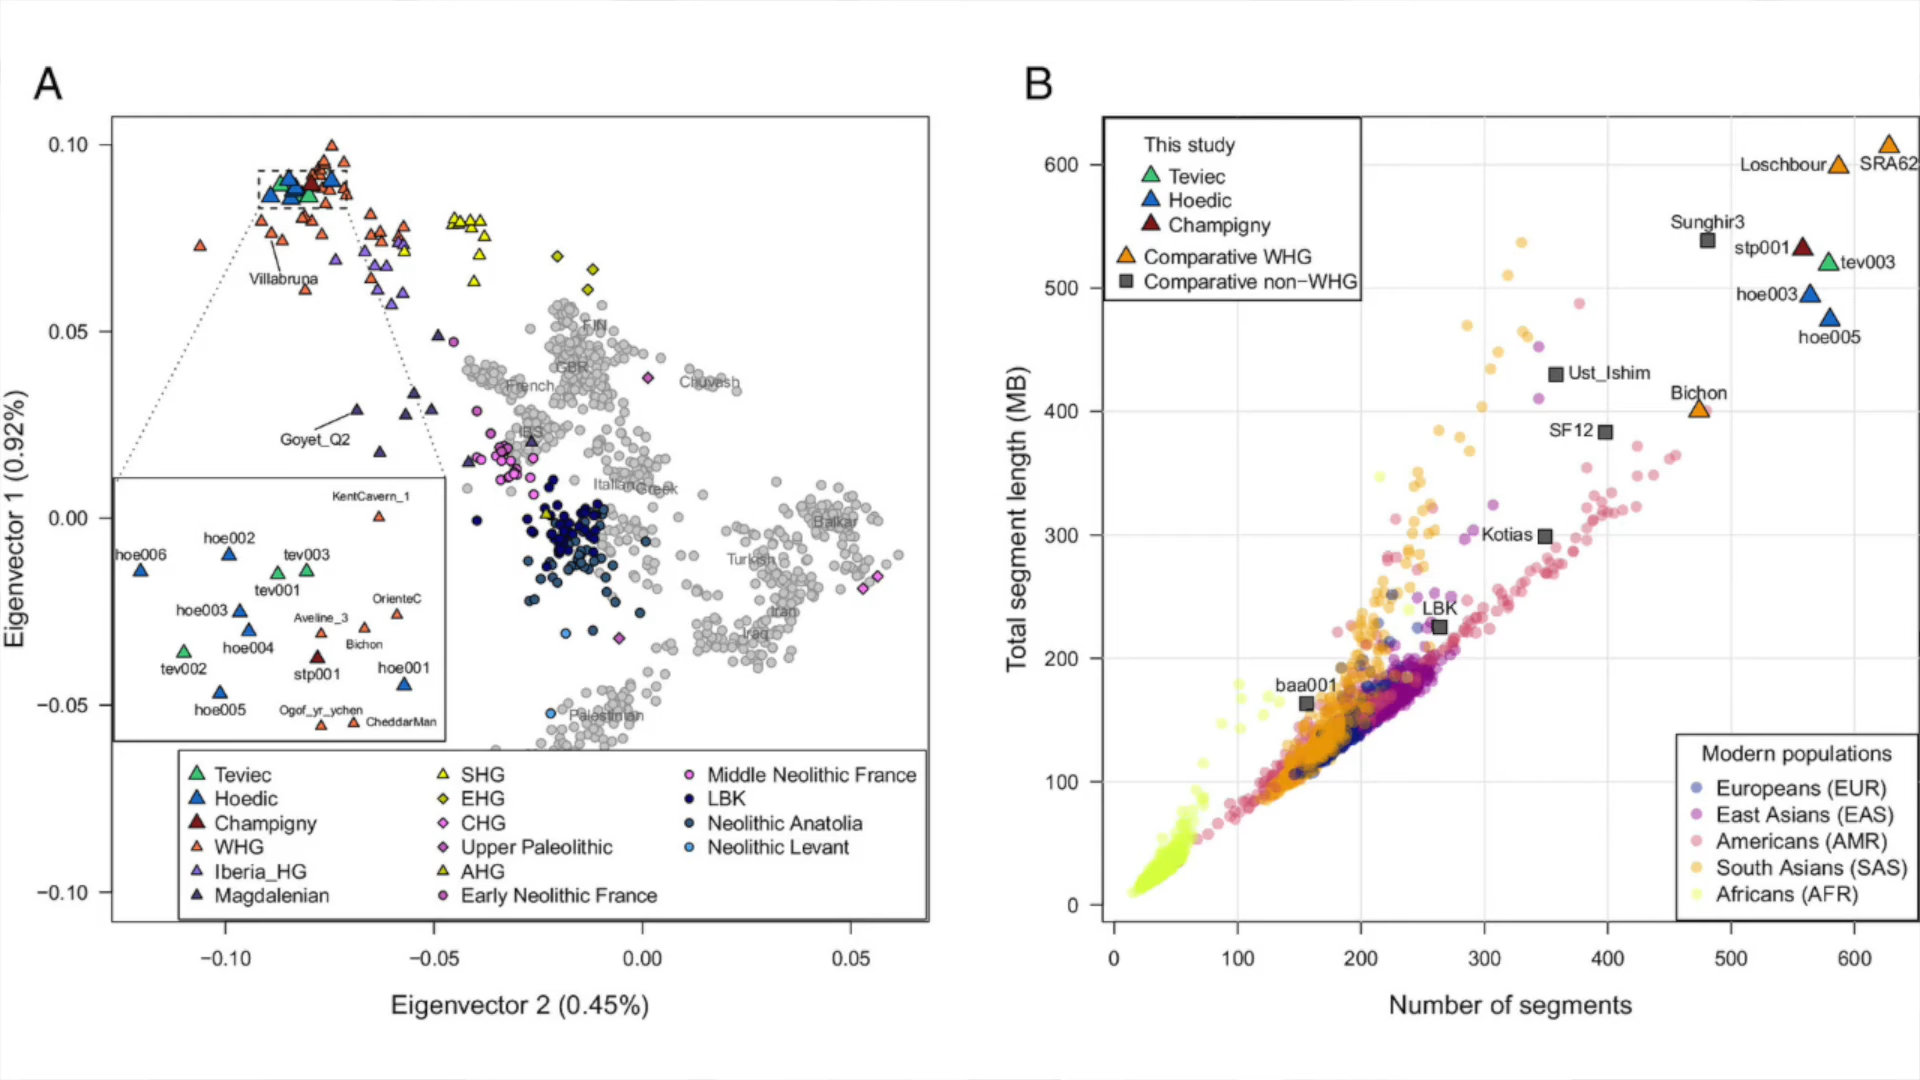 A
Eigenvector 1 (0.92%)
0.10
0.05
0.00
−0.05
−0.10
Villabruna
Goyet_Q2
FIN
GBR
French
Chuvash
IBS
Italian
Greek
Balkar
Turkish
Iran
Iraq
Palestinian
KentCavern_1
hoe006
hoe002
tev003
tev001
hoe003
OrienteC
Aveline_3
hoe004
Bichon
tev002
stp001
hoe001
hoe005
Ogof_yr_ychen
CheddarMan
Teviec
Hoedic
Champigny
WHG
Iberia_HG
Magdalenian
SHG
EHG
CHG
Upper Paleolithic
AHG
Early Neolithic France
Middle Neolithic France
LBK
Neolithic Anatolia
Neolithic Levant
−0.10
−0.05
0.00
0.05
Eigenvector 2 (0.45%)
B
Total segment length (MB)
600
500
400
300
200
100
0
This study
Teviec
Hoedic
Champigny
Comparative WHG
Comparative non−WHG
Loschbour
SRA62
Sunghir3
stp001
tev003
hoe003
hoe005
Ust_Ishim
Bichon
SF12
Kotias
LBK
baa001
Modern populations
Europeans (EUR)
East Asians (EAS)
Americans (AMR)
South Asians (SAS)
Africans (AFR)
0
100
200
300
400
500
600
Number of segments